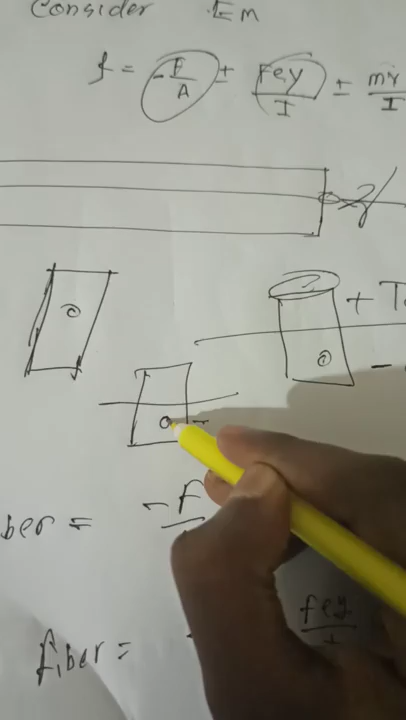 Consider Em
f = -F/A ± Fey/I ± my/I
+ T
-
-
ber = -F
fiber = fey/I